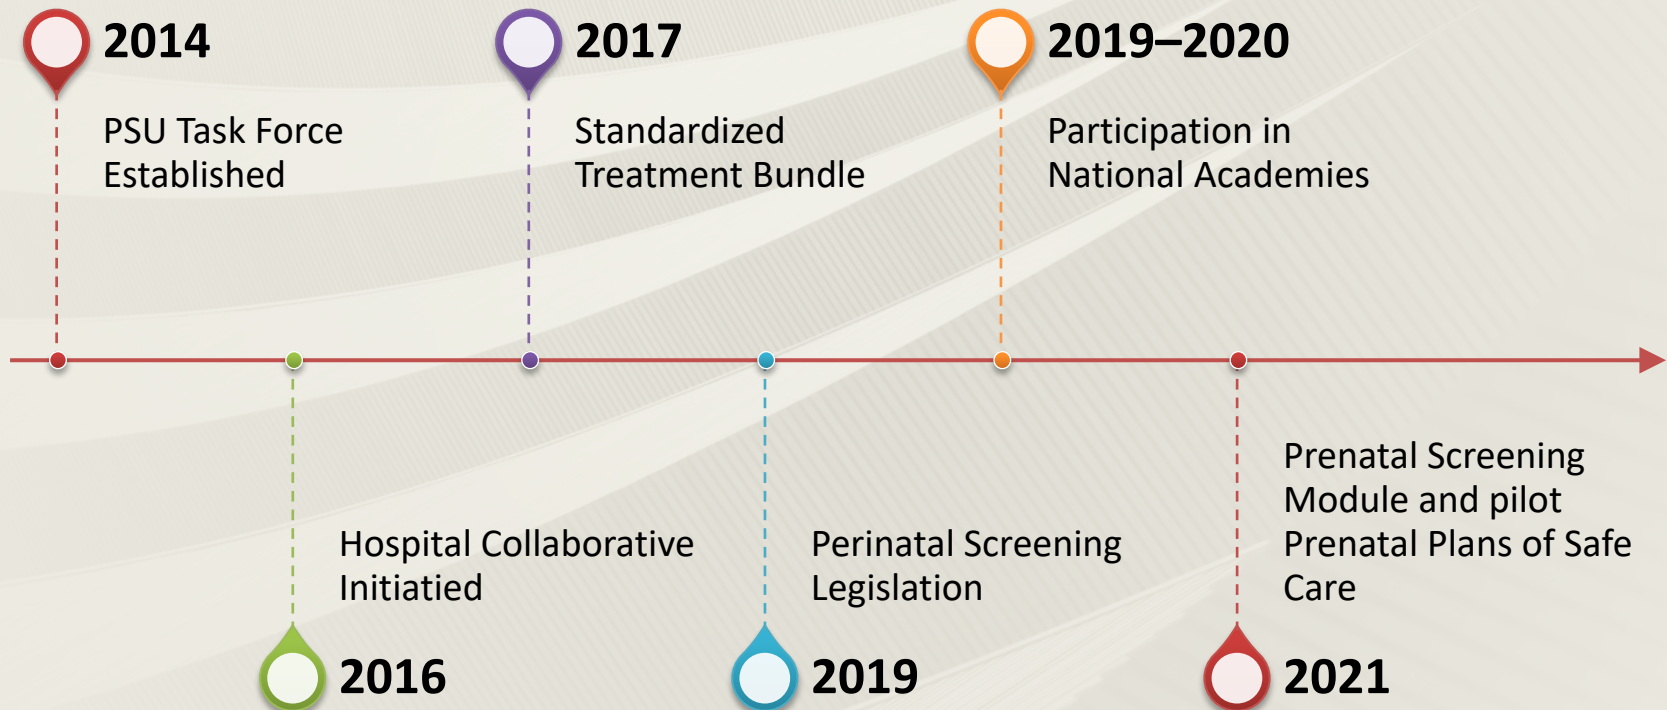 2014
PSU Task Force
Established
2016
Hospital Collaborative
Initiatied
2017
Standardized
Treatment Bundle
2019
Perinatal Screening
Legislation
2019–2020
Participation in
National Academies
2021
Prenatal Screening
Module and pilot
Prenatal Plans of Safe
Care